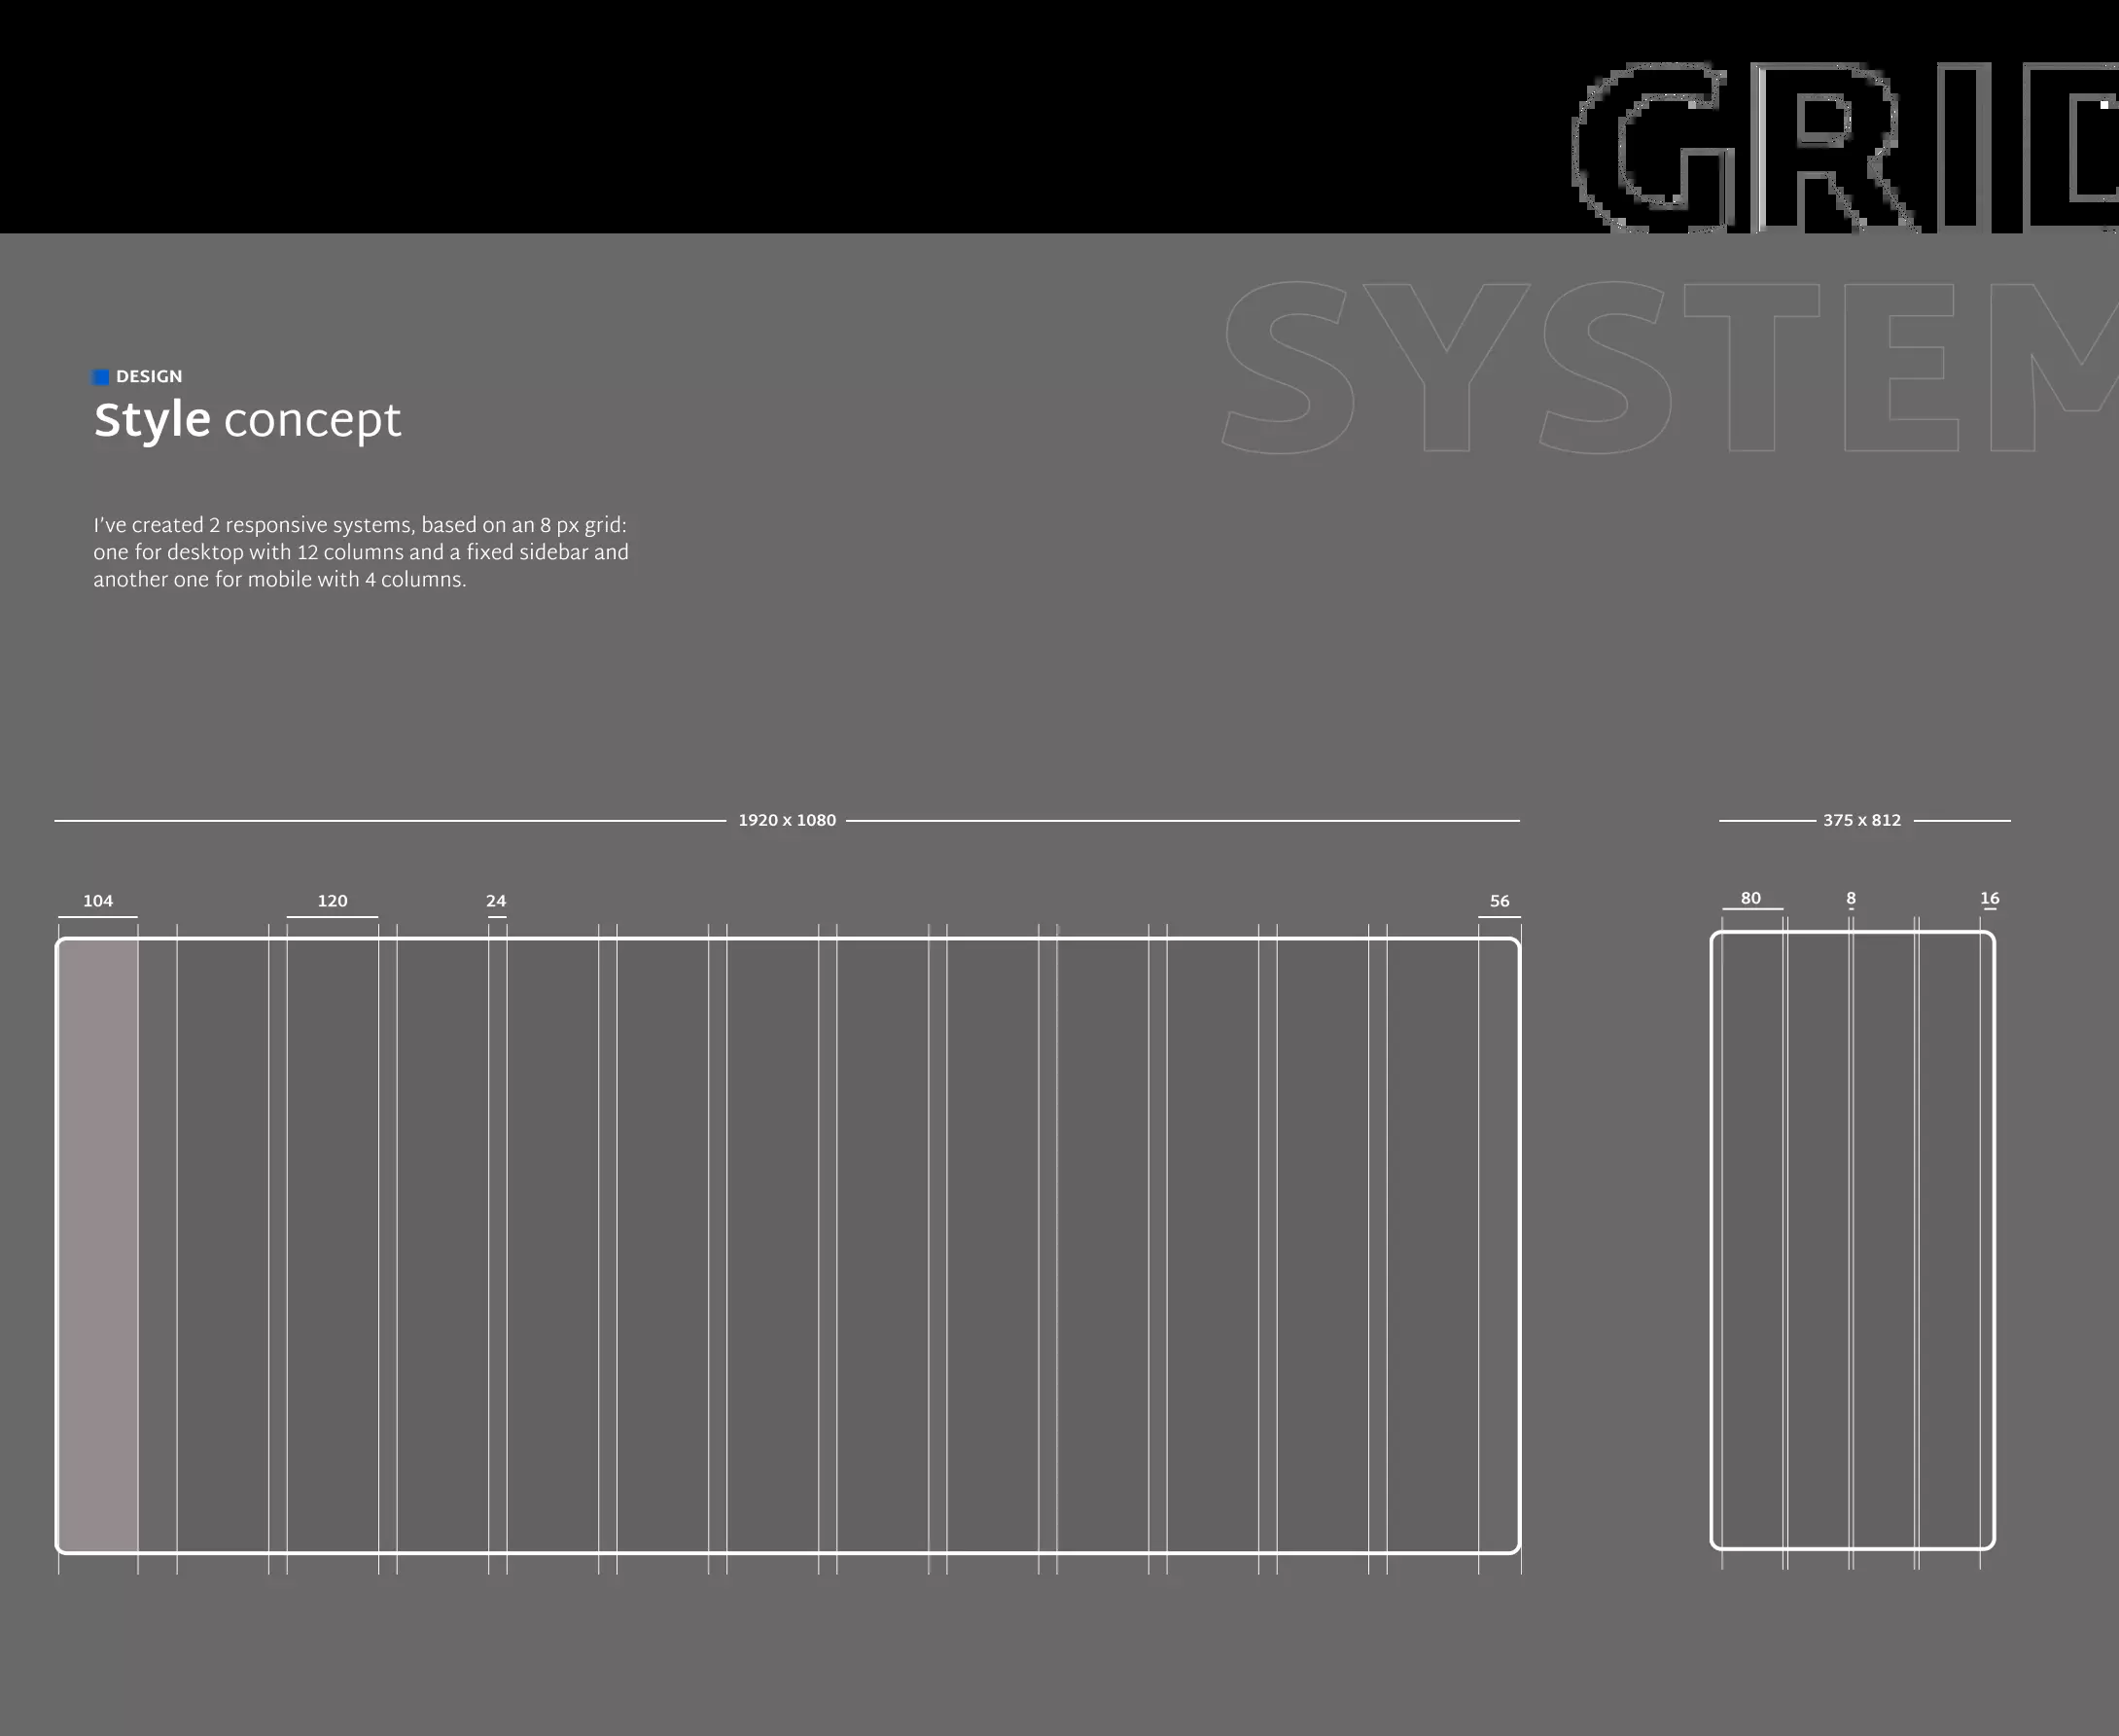 GRID
SYSTEM
DESIGN
Style concept
I’ve created 2 responsive systems, based on an 8 px grid:
one for desktop with 12 columns and a fixed sidebar and
another one for mobile with 4 columns.
1920 x 1080
375 x 812
104
120
24
56
80
8
16